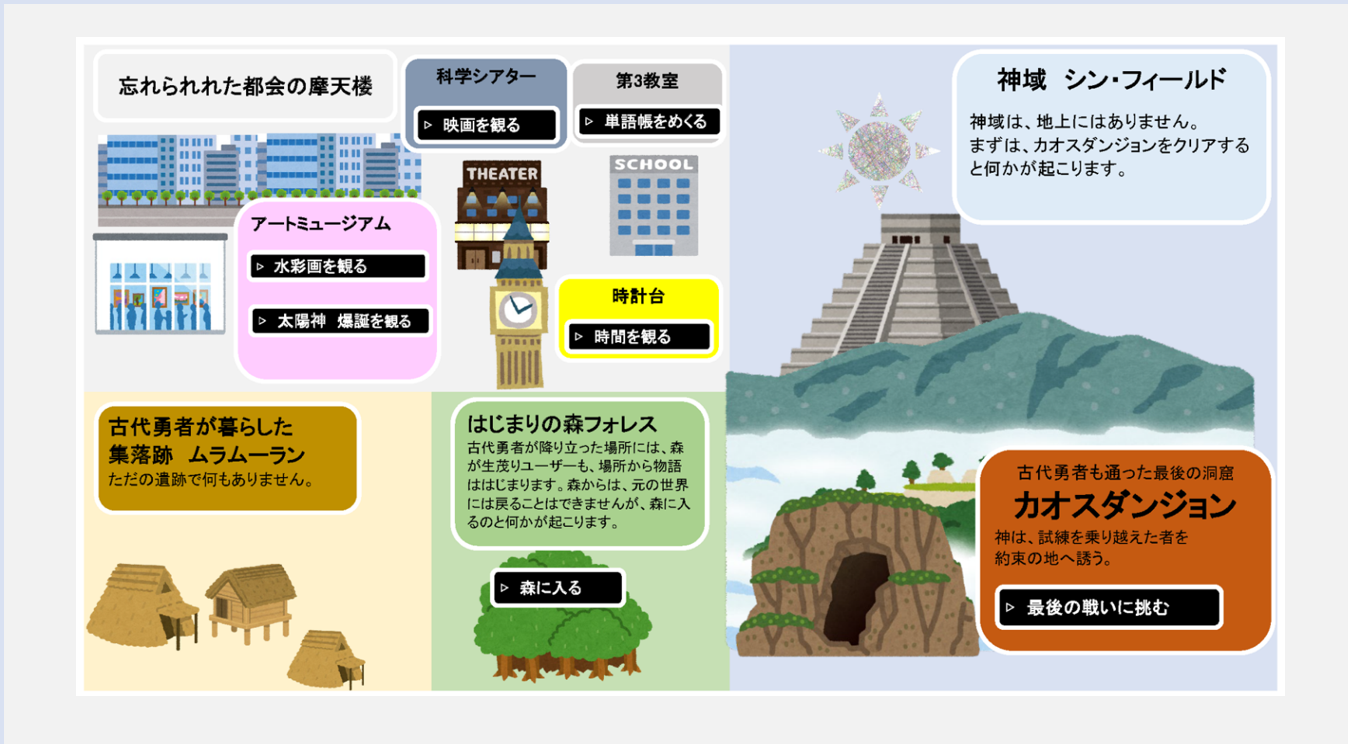 忘れられれた都会の摩天楼
科学シアター
▷ 映画を観る
第3教室
▷ 単語帳をめくる
THEATER
SCHOOL
アートミュージアム
▷ 水彩画を観る
▷ 太陽神 爆誕を観る
時計台
▷ 時間を観る
神域 シン・フィールド
神域は、地上にはありません。
まずは、カオスダンジョンをクリアする
と何かが起こります。
古代勇者が暮らした
集落跡 ムラムーラン
ただの遺跡で何もありません。
はじまりの森フォレス
古代勇者が降り立った場所には、森
が生茂りユーザーも、場所から物語
ははじまります。森からは、元の世界
には戻ることはできませんが、森に入
るのと何かが起こります。
▷ 森に入る
古代勇者も通った最後の洞窟
カオスダンジョン
神は、試練を乗り越えた者を
約束の地へ誘う。
▷ 最後の戦いに挑む